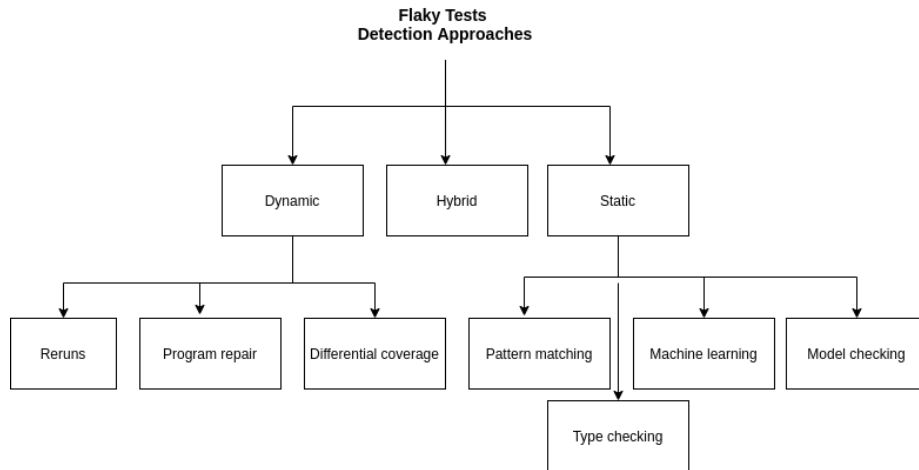 Flaky Tests
Detection Approaches
Dynamic
Hybrid
Static
Reruns
Program repair
Differential coverage
Pattern matching
Machine learning
Model checking
Type checking